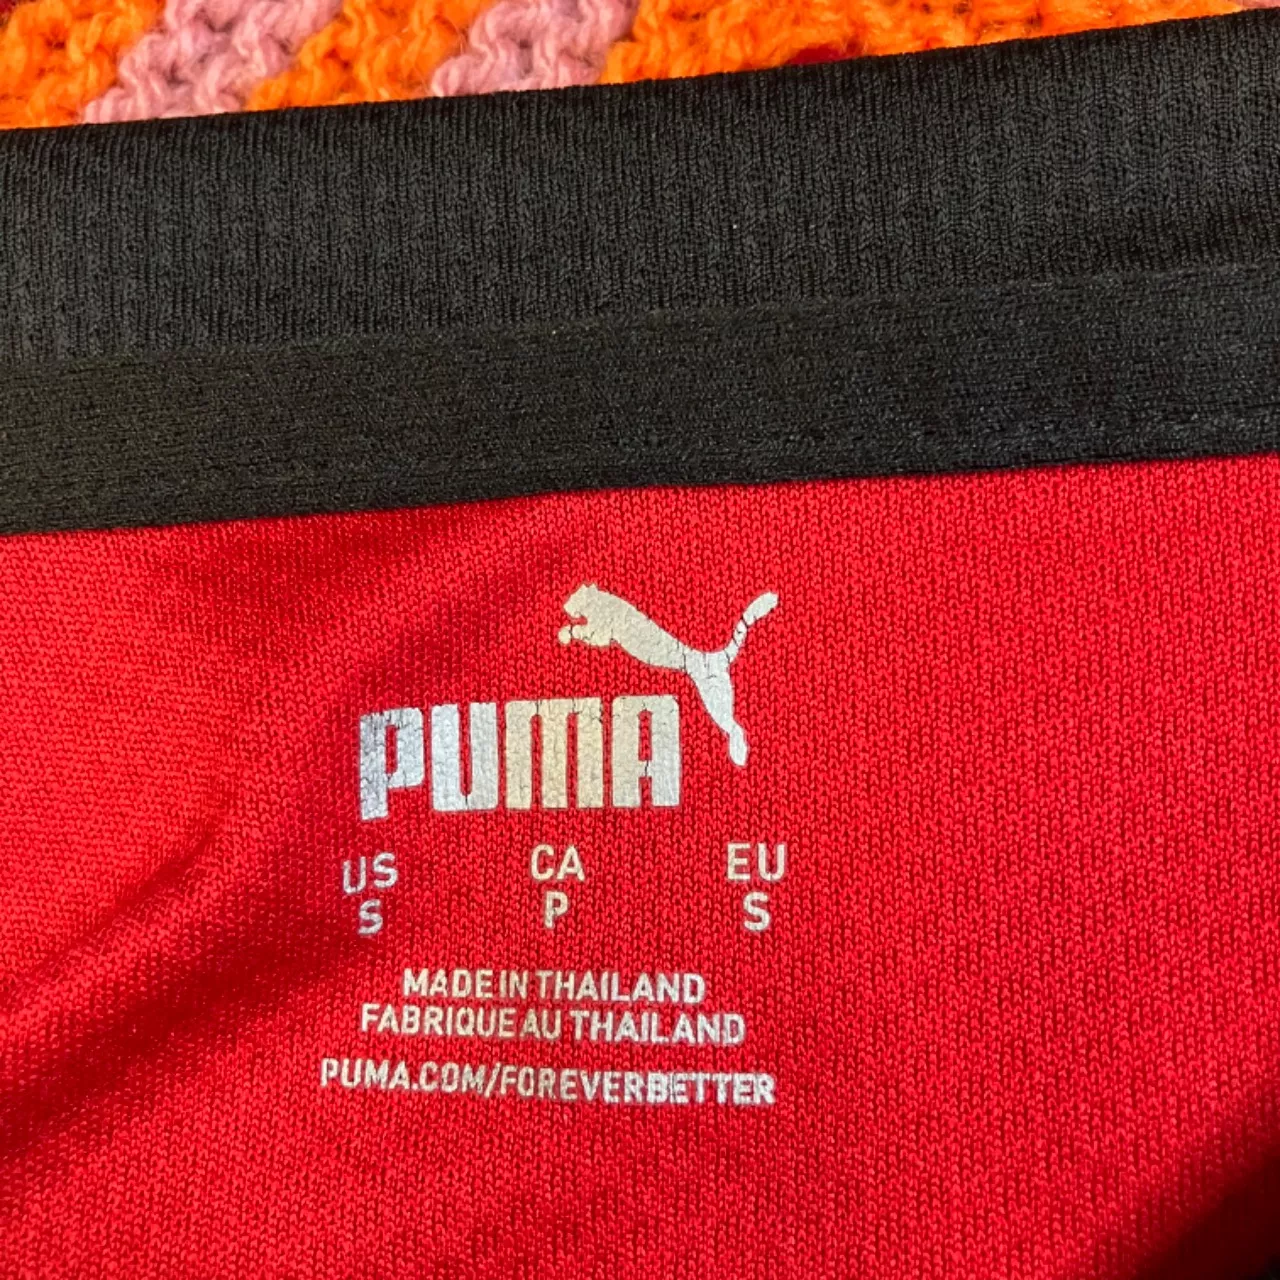 PUMA
US CA EU
S P S
MADE IN THAILAND
FABRIQUE AU THAILAND
PUMA.COM/FOREVERBETTER